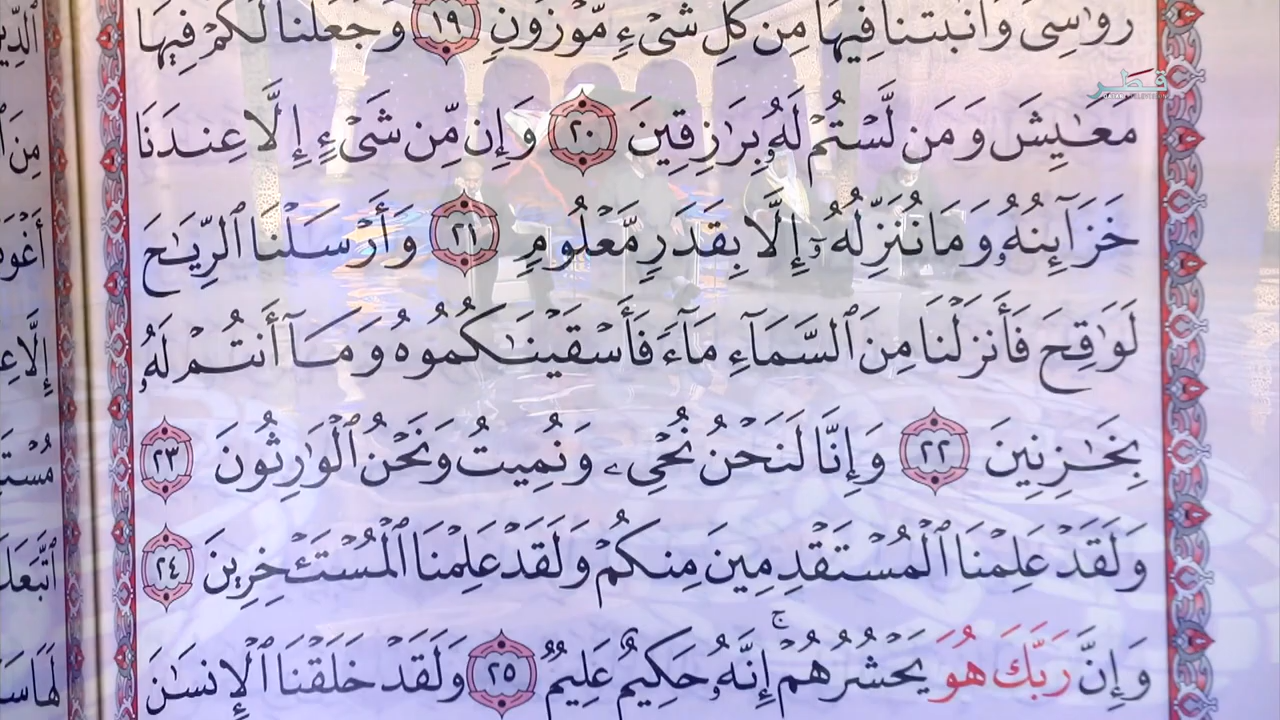 رَوَٰسِىَ وَأَنۢبَتْنَا فِيهَا مِن كُلِّ شَىْءٍ مَّوْزُونٍ ١٩ وَجَعَلْنَا لَكُمْ فِيهَا
مَعَٰيِشَ وَمَن لَّسْتُمْ لَهُۥ بِرَٰزِقِينَ ٢٠ وَإِن مِّن شَىْءٍ إِلَّا عِندَنَا
خَزَآئِنُهُۥ وَمَا نُنَزِّلُهُۥٓ إِلَّا بِقَدَرٍ مَّعْلُومٍ ٢١ وَأَرْسَلْنَا ٱلرِّيَٰحَ
لَوَٰقِحَ فَأَنزَلْنَا مِنَ ٱلسَّمَآءِ مَآءً فَأَسْقَيْنَٰكُمُوهُ وَمَآ أَنتُمْ لَهُۥ
بِخَٰزِنِينَ ٢٢ وَإِنَّا لَنَحْنُ نُحْىِۦ وَنُمِيتُ وَنَحْنُ ٱلْوَٰرِثُونَ ٢٣
وَلَقَدْ عَلِمْنَا ٱلْمُسْتَقْدِمِينَ مِنكُمْ وَلَقَدْ عَلِمْنَا ٱلْمُسْتَـْٔخِرِينَ ٢٤
وَإِنَّ رَبَّكَ هُوَ يَحْشُرُهُمْ ۚ إِنَّهُۥ حَكِيمٌ عَلِيمٌ ٢٥ وَلَقَدْ خَلَقْنَا ٱلْإِنسَٰنَ
قطر